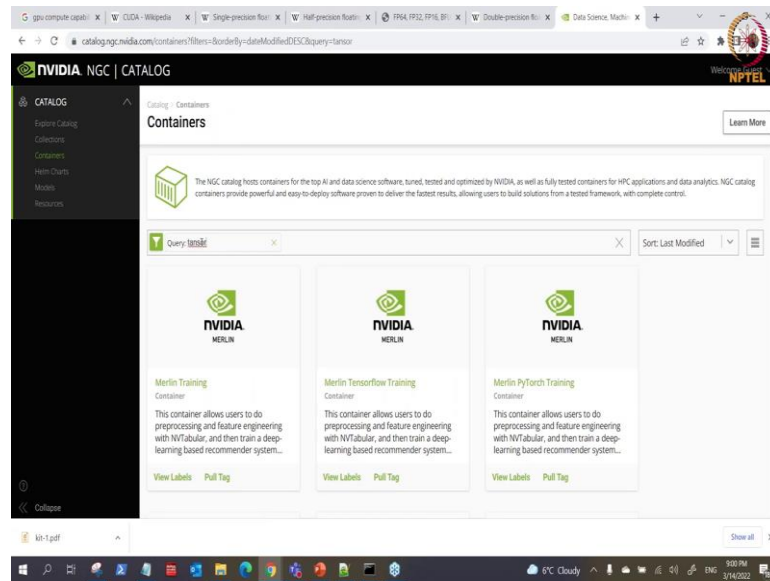 gpu compute capabil
CUDA - Wikipedia
Single-precision float
Half-precision floatin
FP64, FP32, FP16, BFl
Double-precision flo
Data Science, Machin
catalog.ngc.nvidia.com/containers?filters=&orderBy=dateModifiedDESC&query=tansor
NVIDIA. NGC | CATALOG
Welcome Guest
NPTEL
CATALOG
Explore Catalog
Collections
Containers
Helm Charts
Models
Resources
Collapse
Catalog > Containers
Containers
Learn More
The NGC catalog hosts containers for the top AI and data science software, tuned, tested and optimized by NVIDIA, as well as fully tested containers for HPC applications and data analytics. NGC catalog
containers provide powerful and easy-to-deploy software proven to deliver the fastest results, allowing users to build solutions from a tested framework, with complete control.
Query: tansor
Sort: Last Modified
NVIDIA.
MERLIN
Merlin Training
Container
This container allows users to do
preprocessing and feature engineering
with NVTabular, and then train a deep-
learning based recommender system...
View Labels Pull Tag
NVIDIA.
MERLIN
Merlin Tensorflow Training
Container
This container allows users to do
preprocessing and feature engineering
with NVTabular, and then train a deep-
learning based recommender system...
View Labels Pull Tag
NVIDIA.
MERLIN
Merlin PyTorch Training
Container
This container allows users to do
preprocessing and feature engineering
with NVTabular, and then train a deep-
learning based recommender system...
View Labels Pull Tag
kit-1.pdf
Show all
6°C Cloudy
ENG
9:00 PM
3/14/2022